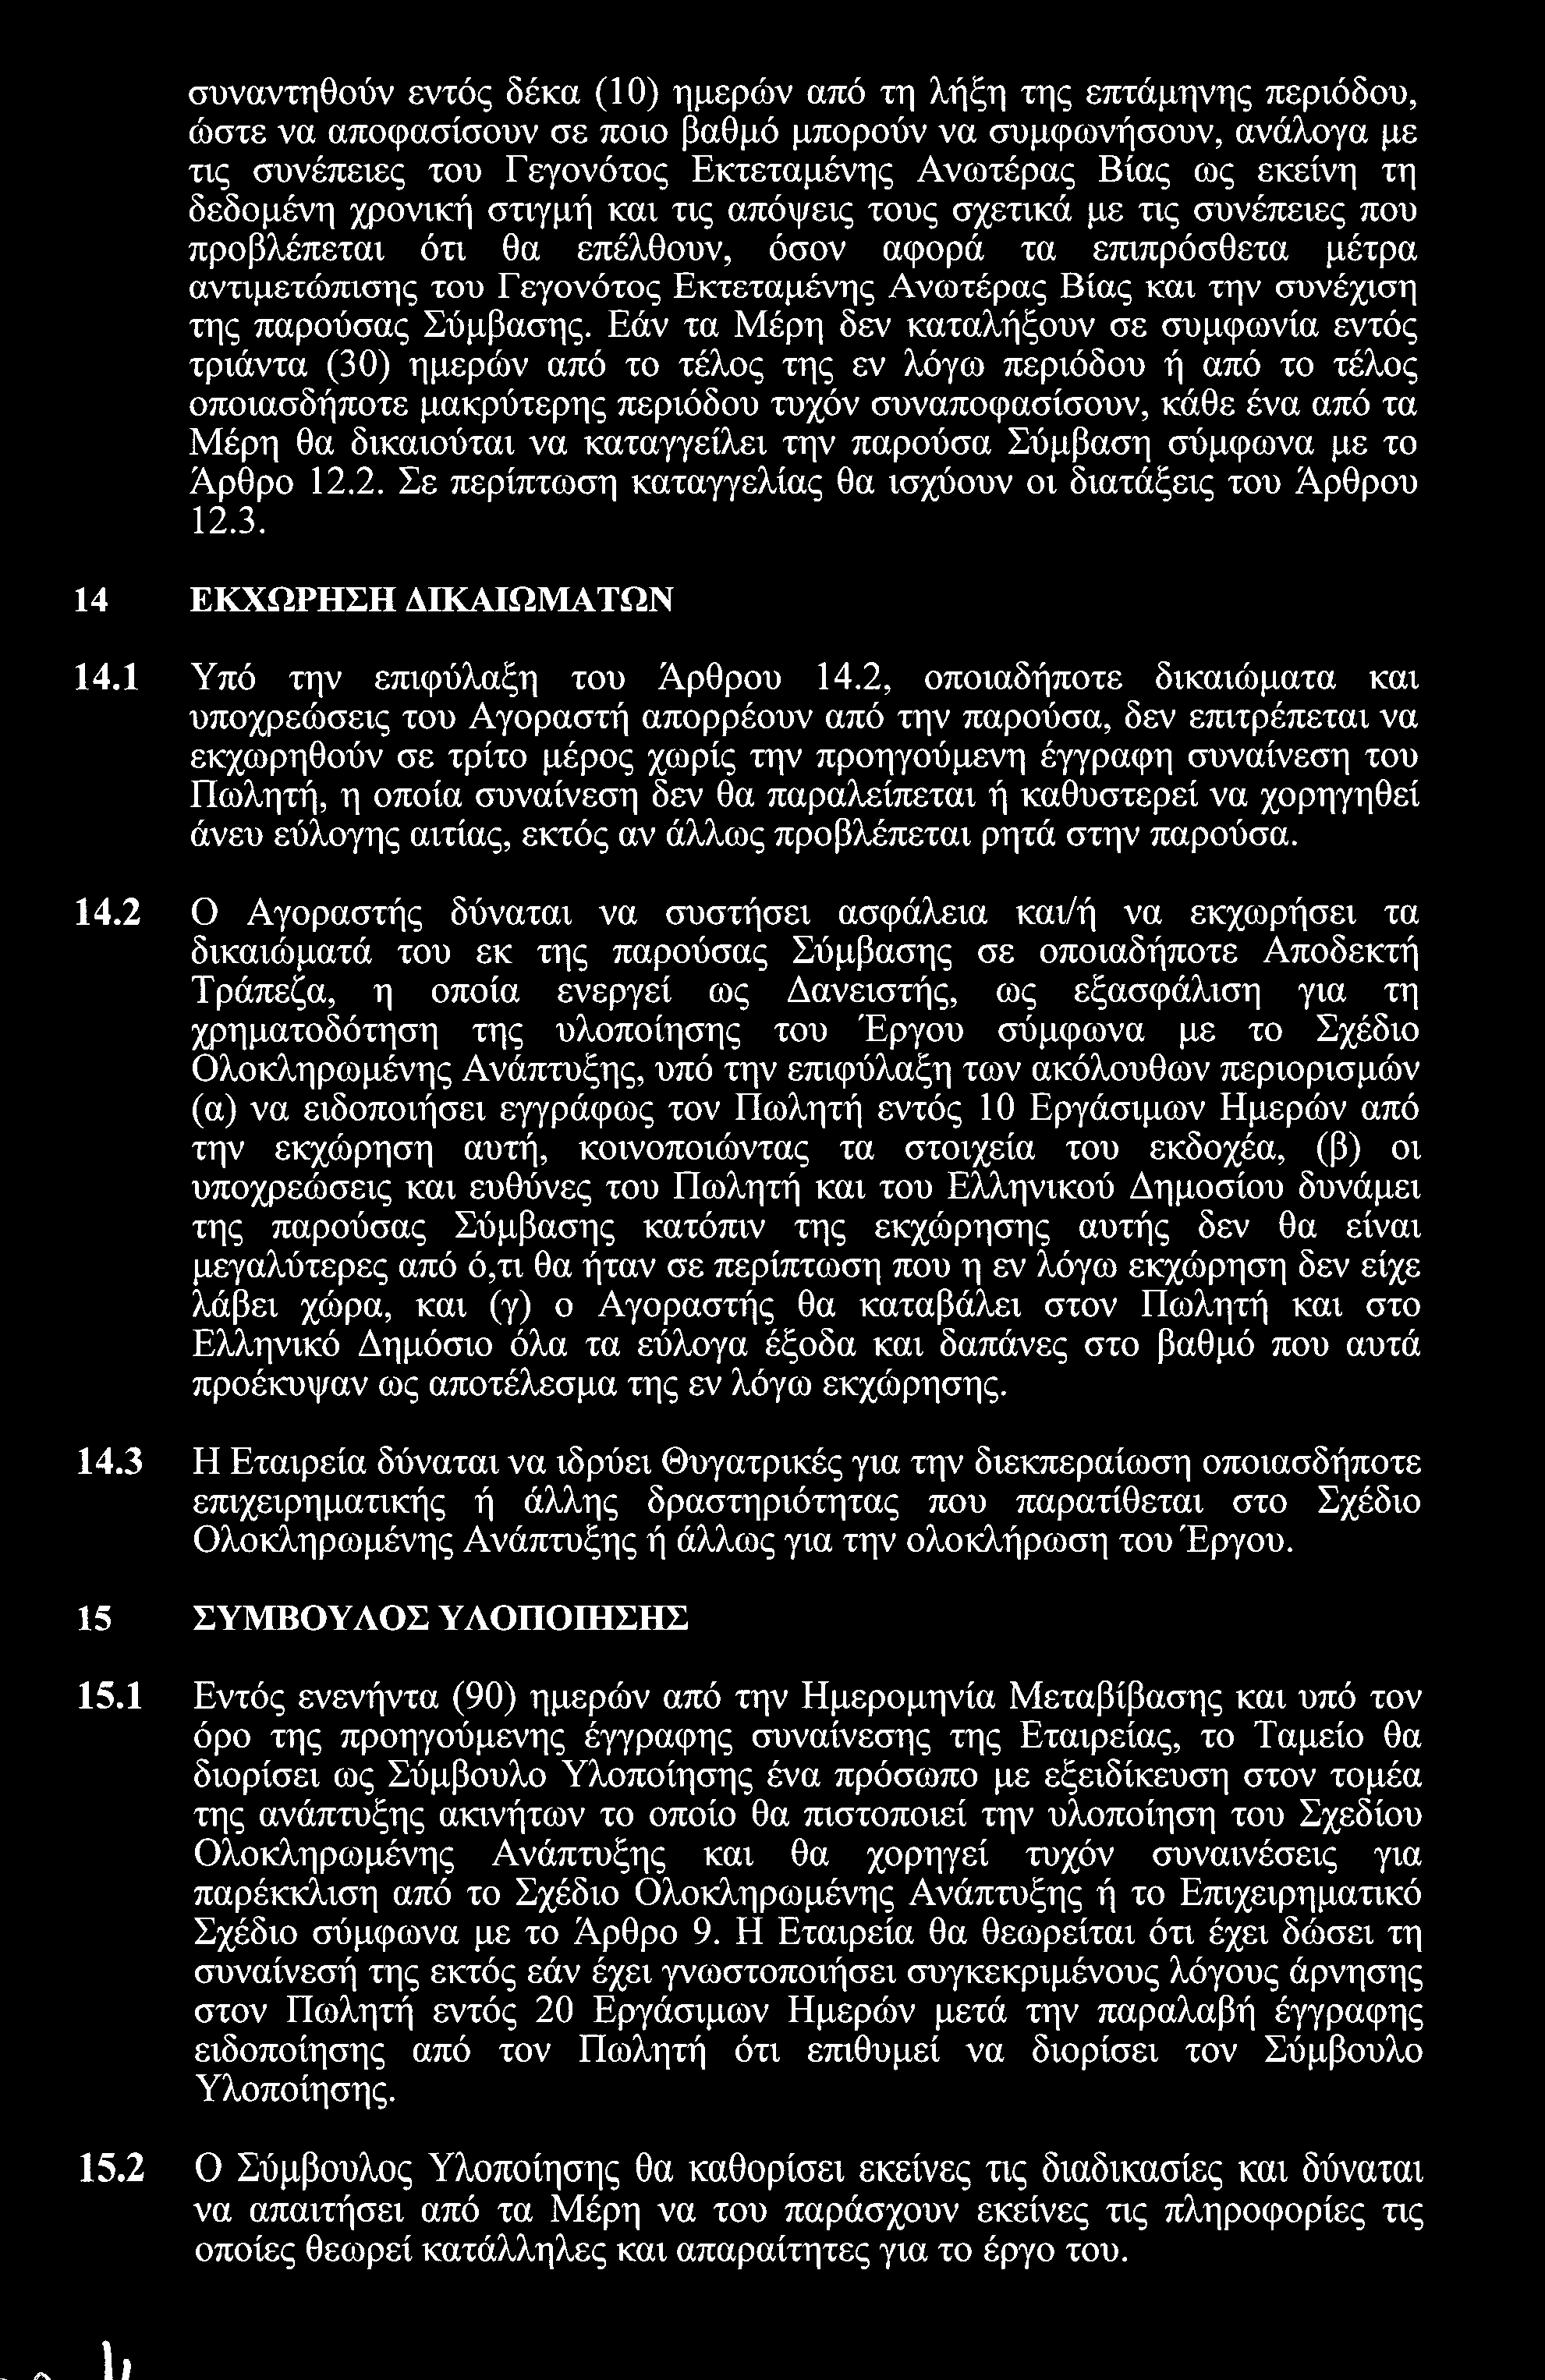 συναντηθούν εντός δέκα (10) ημερών από τη λήξη της επτάμηνης περιόδου,
ώστε να αποφασίσουν σε ποιο βαθμό μπορούν να συμφωνήσουν, ανάλογα με
τις συνέπειες του Γεγονότος Εκτεταμένης Ανωτέρας Βίας ως εκείνη τη
δεδομένη χρονική στιγμή και τις απόψεις τους σχετικά με τις συνέπειες που
προβλέπεται ότι θα επέλθουν, όσον αφορά τα επιπρόσθετα μέτρα
αντιμετώπισης του Γεγονότος Εκτεταμένης Ανωτέρας Βίας και την συνέχιση
της παρούσας Σύμβασης. Εάν τα Μέρη δεν καταλήξουν σε συμφωνία εντός
τριάντα (30) ημερών από το τέλος της εν λόγω περιόδου ή από το τέλος
οποιασδήποτε μακρύτερης περιόδου τυχόν συναποφασίσουν, κάθε ένα από τα
Μέρη θα δικαιούται να καταγγείλει την παρούσα Σύμβαση σύμφωνα με το
Άρθρο 12.2. Σε περίπτωση καταγγελίας θα ισχύουν οι διατάξεις του Άρθρου
12.3.
14 ΕΚΧΩΡΗΣΗ ΔΙΚΑΙΩΜΑΤΩΝ
14.1 Υπό την επιφύλαξη του Άρθρου 14.2, οποιαδήποτε δικαιώματα και
υποχρεώσεις του Αγοραστή απορρέουν από την παρούσα, δεν επιτρέπεται να
εκχωρηθούν σε τρίτο μέρος χωρίς την προηγούμενη έγγραφη συναίνεση του
Πωλητή, η οποία συναίνεση δεν θα παραλείπεται ή καθυστερεί να χορηγηθεί
άνευ εύλογης αιτίας, εκτός αν άλλως προβλέπεται ρητά στην παρούσα.
14.2 Ο Αγοραστής δύναται να συστήσει ασφάλεια και/ή να εκχωρήσει τα
δικαιώματά του εκ της παρούσας Σύμβασης σε οποιαδήποτε Αποδεκτή
Τράπεζα, η οποία ενεργεί ως Δανειστής, ως εξασφάλιση για τη
χρηματοδότηση της υλοποίησης του Έργου σύμφωνα με το Σχέδιο
Ολοκληρωμένης Ανάπτυξης, υπό την επιφύλαξη των ακόλουθων περιορισμών
(α) να ειδοποιήσει εγγράφως τον Πωλητή εντός 10 Εργάσιμων Ημερών από
την εκχώρηση αυτή, κοινοποιώντας τα στοιχεία του εκδοχέα, (β) οι
υποχρεώσεις και ευθύνες του Πωλητή και του Ελληνικού Δημοσίου δυνάμει
της παρούσας Σύμβασης κατόπιν της εκχώρησης αυτής δεν θα είναι
μεγαλύτερες από ό,τι θα ήταν σε περίπτωση που η εν λόγω εκχώρηση δεν είχε
λάβει χώρα, και (γ) ο Αγοραστής θα καταβάλει στον Πωλητή και στο
Ελληνικό Δημόσιο όλα τα εύλογα έξοδα και δαπάνες στο βαθμό που αυτά
προέκυψαν ως αποτέλεσμα της εν λόγω εκχώρησης.
14.3 Η Εταιρεία δύναται να ιδρύει Θυγατρικές για την διεκπεραίωση οποιασδήποτε
επιχειρηματικής ή άλλης δραστηριότητας που παρατίθεται στο Σχέδιο
Ολοκληρωμένης Ανάπτυξης ή άλλως για την ολοκλήρωση του Έργου.
15 ΣΥΜΒΟΥΛΟΣ ΥΛΟΠΟΙΗΣΗΣ
15.1 Εντός ενενήντα (90) ημερών από την Ημερομηνία Μεταβίβασης και υπό τον
όρο της προηγούμενης έγγραφης συναίνεσης της Εταιρείας, το Ταμείο θα
διορίσει ως Σύμβουλο Υλοποίησης ένα πρόσωπο με εξειδίκευση στον τομέα
της ανάπτυξης ακινήτων το οποίο θα πιστοποιεί την υλοποίηση του Σχεδίου
Ολοκληρωμένης Ανάπτυξης και θα χορηγεί τυχόν συναινέσεις για
παρέκκλιση από το Σχέδιο Ολοκληρωμένης Ανάπτυξης ή το Επιχειρηματικό
Σχέδιο σύμφωνα με το Άρθρο 9. Η Εταιρεία θα θεωρείται ότι έχει δώσει τη
συναίνεσή της εκτός εάν έχει γνωστοποιήσει συγκεκριμένους λόγους άρνησης
στον Πωλητή εντός 20 Εργάσιμων Ημερών μετά την παραλαβή έγγραφης
ειδοποίησης από τον Πωλητή ότι επιθυμεί να διορίσει τον Σύμβουλο
Υλοποίησης.
15.2 Ο Σύμβουλος Υλοποίησης θα καθορίσει εκείνες τις διαδικασίες και δύναται
να απαιτήσει από τα Μέρη να του παράσχουν εκείνες τις πληροφορίες τις
οποίες θεωρεί κατάλληλες και απαραίτητες για το έργο του.